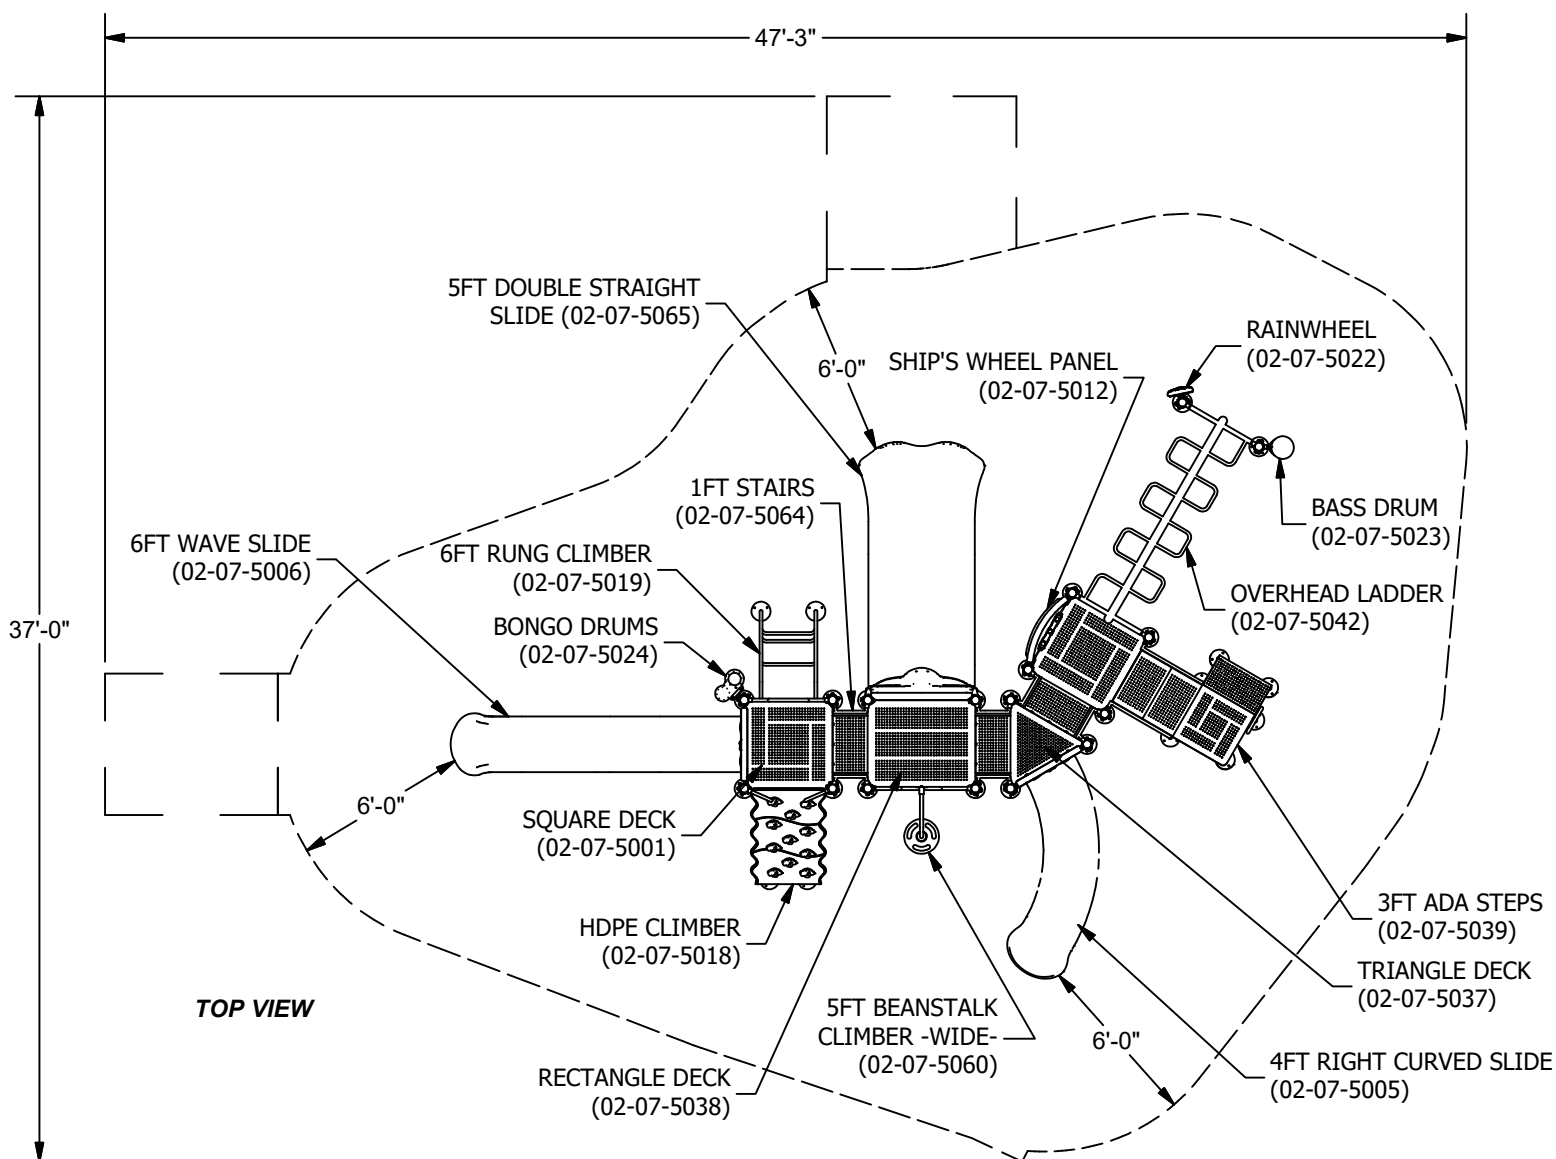 47'-3"
5FT DOUBLE STRAIGHT
SLIDE (02-07-5065)
6'-0"
SHIP'S WHEEL PANEL
(02-07-5012)
RAINWHEEL
(02-07-5022)
1FT STAIRS
(02-07-5064)
BASS DRUM
(02-07-5023)
6FT WAVE SLIDE
(02-07-5006)
6FT RUNG CLIMBER
(02-07-5019)
OVERHEAD LADDER
(02-07-5042)
37'-0"
BONGO DRUMS
(02-07-5024)
6'-0"
SQUARE DECK
(02-07-5001)
HDPE CLIMBER
(02-07-5018)
3FT ADA STEPS
(02-07-5039)
TRIANGLE DECK
(02-07-5037)
TOP VIEW
5FT BEANSTALK
CLIMBER -WIDE-
(02-07-5060)
6'-0"
RECTANGLE DECK
(02-07-5038)
4FT RIGHT CURVED SLIDE
(02-07-5005)